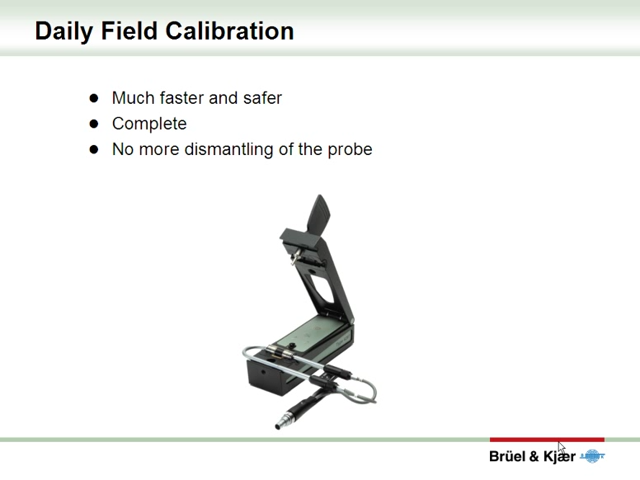 Daily Field Calibration
● Much faster and safer
● Complete
● No more dismantling of the probe
Brüel & Kjær